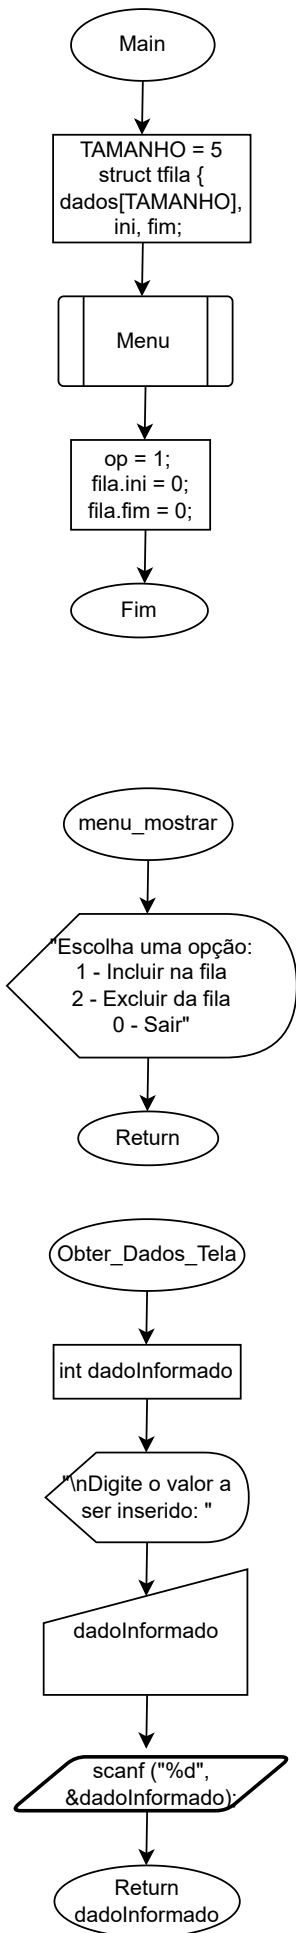 Main
TAMANHO = 5
struct tfila {
dados[TAMANHO],
ini, fim;
Menu
op = 1;
fila.ini = 0;
fila.fim = 0;
Fim
menu_mostrar
"Escolha uma opção:
1 - Incluir na fila
2 - Excluir da fila
0 - Sair"
Return
Obter_Dados_Tela
int dadoInformado
"\nDigite o valor a
ser inserido: "
dadoInformado
scanf ("%d",
&dadoInformado);
Return
dadoInformado